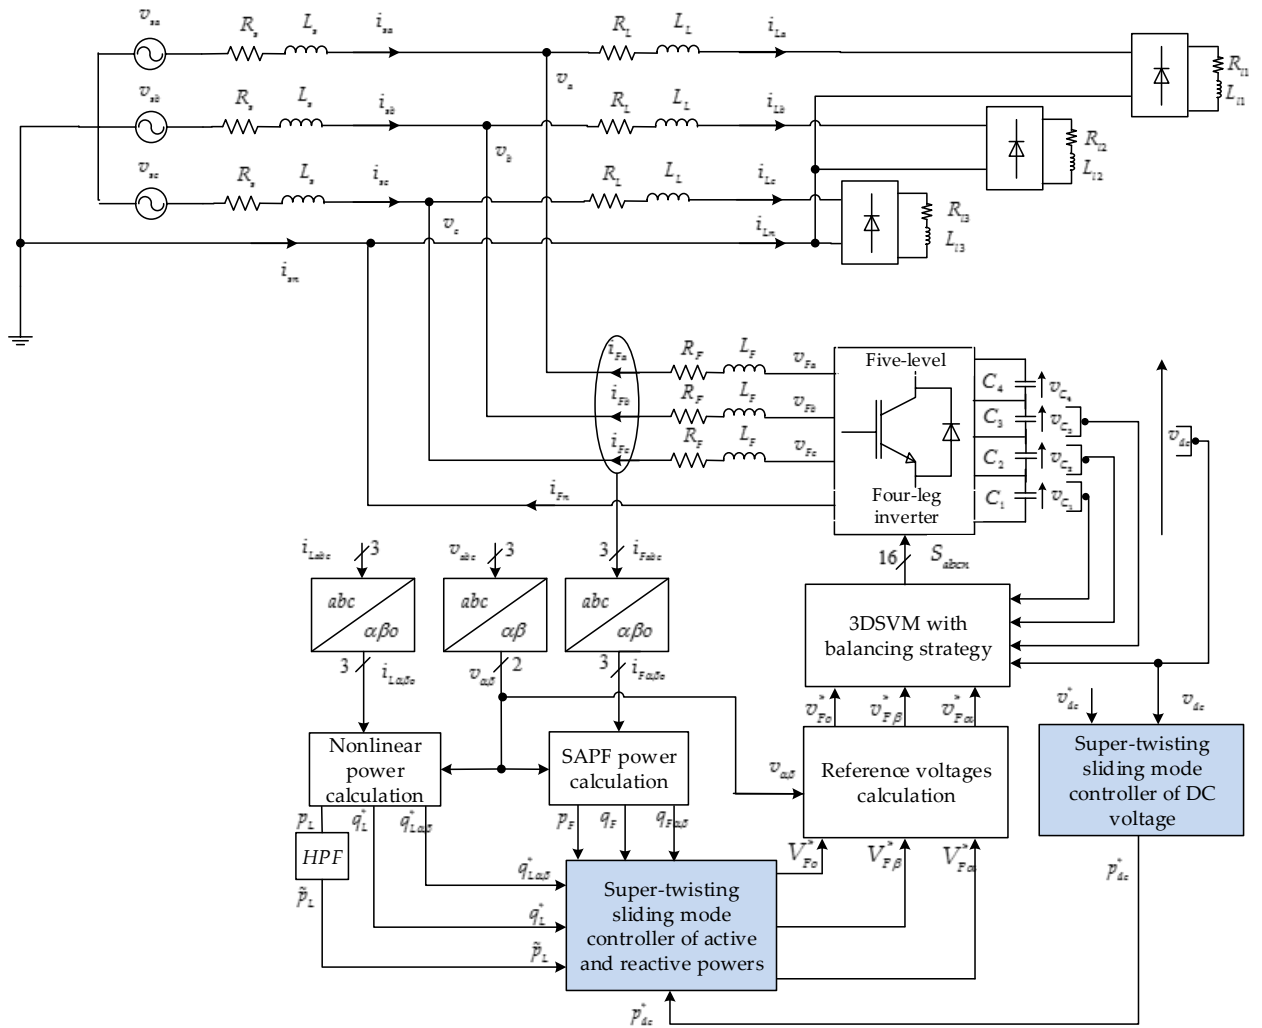 v_sa
R_s
L_s
i_sa
R_L
L_L
i_La
R_l1
L_l1
v_a
v_sb
R_s
L_s
i_sb
R_L
L_L
i_Lb
R_l2
L_l2
v_b
v_sc
R_s
L_s
i_sc
R_L
L_L
i_Lc
R_l3
L_l3
v_c
i_sn
i_Ln
i_Fa
R_F
L_F
v_Fa
Five-level
C_4
v_C4
i_Fb
R_F
L_F
v_Fb
C_3
v_C3
v_dc
i_Fc
R_F
L_F
v_Fc
C_2
v_C2
i_Fn
Four-leg
inverter
C_1
v_C1
i_Labc
3
v_abc
3
3
i_Fabc
16
S_abcn
abc
αβo
abc
αβ
abc
αβo
3DSVM with
balancing strategy
3
i_Lαβo
v_αβ
2
3
i_Fαβo
v*_Fo
v*_Fβ
v*_Fα
v*_dc
v_dc
Nonlinear
power
calculation
SAPF power
calculation
v_αβ
Reference voltages
calculation
Super-twisting
sliding mode
controller of DC
voltage
p_L
q*_L
q*_Lαβ
p_F
q_F
q_Fαβ
HPF
V*_Fo
V*_Fβ
V*_Fα
p*_dc
p̃_L
q*_Lαβ
q*_L
p̃_L
Super-twisting
sliding mode
controller of active
and reactive powers
p*_dc